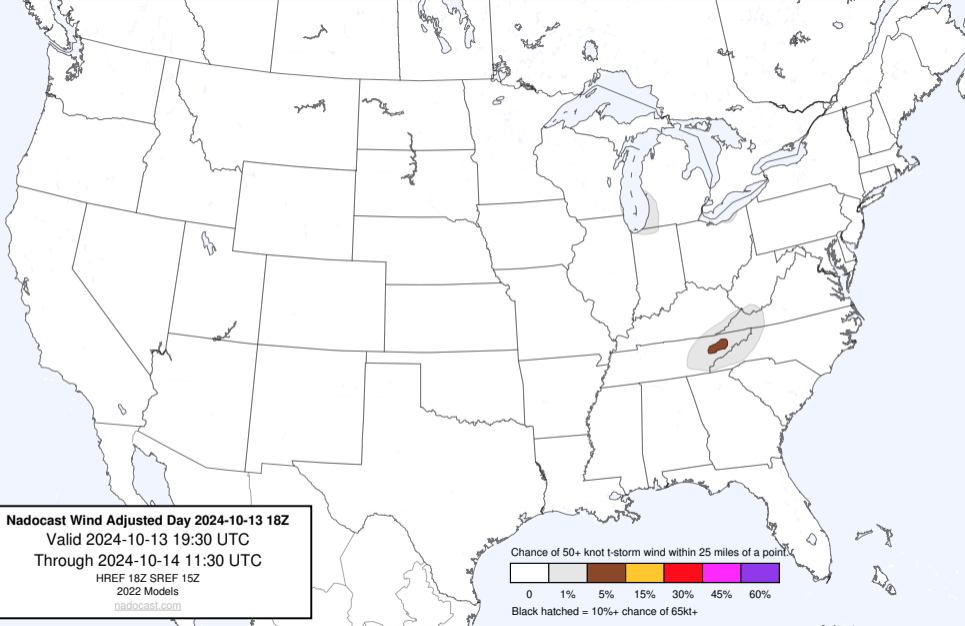 Nadocast Wind Adjusted Day 2024-10-13 18Z
Valid 2024-10-13 19:30 UTC
Through 2024-10-14 11:30 UTC
HREF 18Z SREF 15Z
2022 Models
nadocast.com
Chance of 50+ knot t-storm wind within 25 miles of a point.
0 1% 5% 15% 30% 45% 60%
Black hatched = 10%+ chance of 65kt+